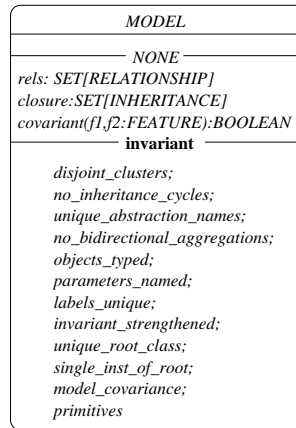 MODEL
NONE
rels: SET[RELATIONSHIP]
closure:SET[INHERITANCE]
covariant(f1,f2:FEATURE):BOOLEAN
invariant
disjoint_clusters;
no_inheritance_cycles;
unique_abstraction_names;
no_bidirectional_aggregations;
objects_typed;
parameters_named;
labels_unique;
invariant_strengthened;
unique_root_class;
single_inst_of_root;
model_covariance;
primitives